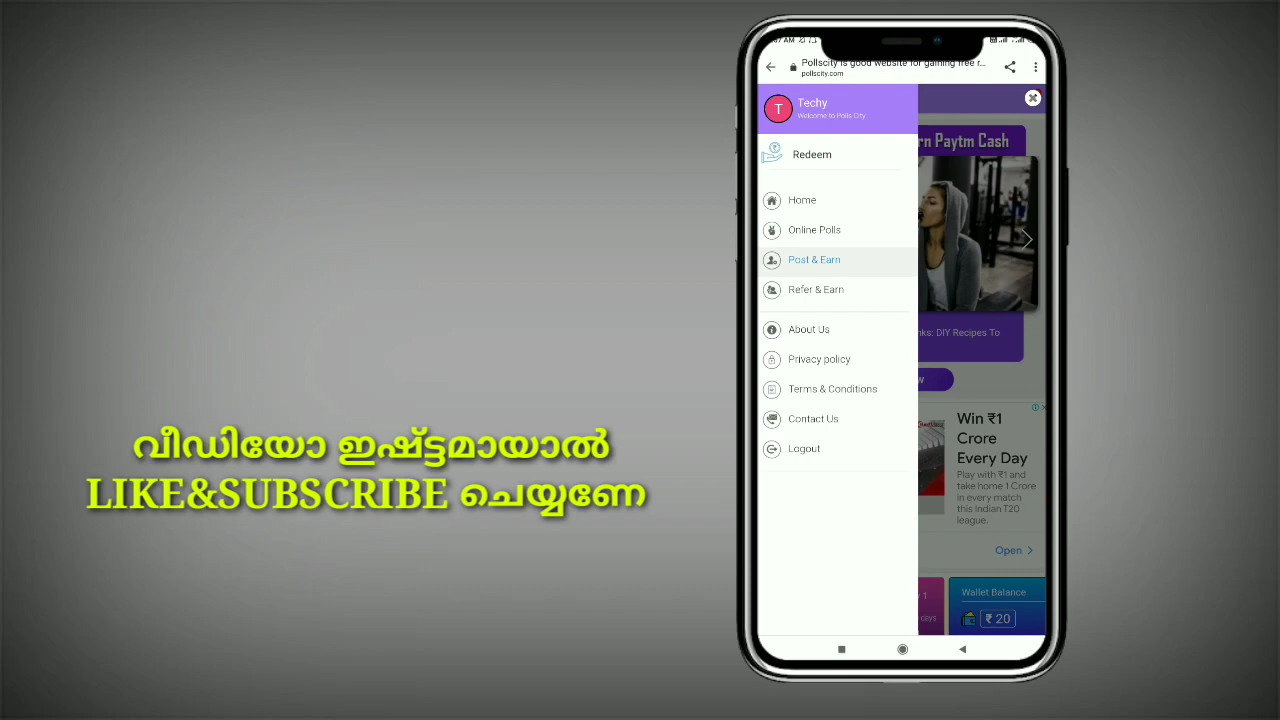 Pollscity is good website for gaining free r...
pollscity.com
T
Techy
Welcome to Polls City
Redeem
Home
Online Polls
Post & Earn
Refer & Earn
About Us
Privacy policy
Terms & Conditions
Contact Us
Logout
rn Paytm Cash
nks: DIY Recipes To
Win ₹1
Crore
Every Day
Play with ₹1 and
take home 1 Crore
in every match
this Indian T20
league.
Open
days
Wallet Balance
₹ 20
വീഡിയോ ഇഷ്ട്ടമായാൽ
LIKE&SUBSCRIBE ചെയ്യണേ